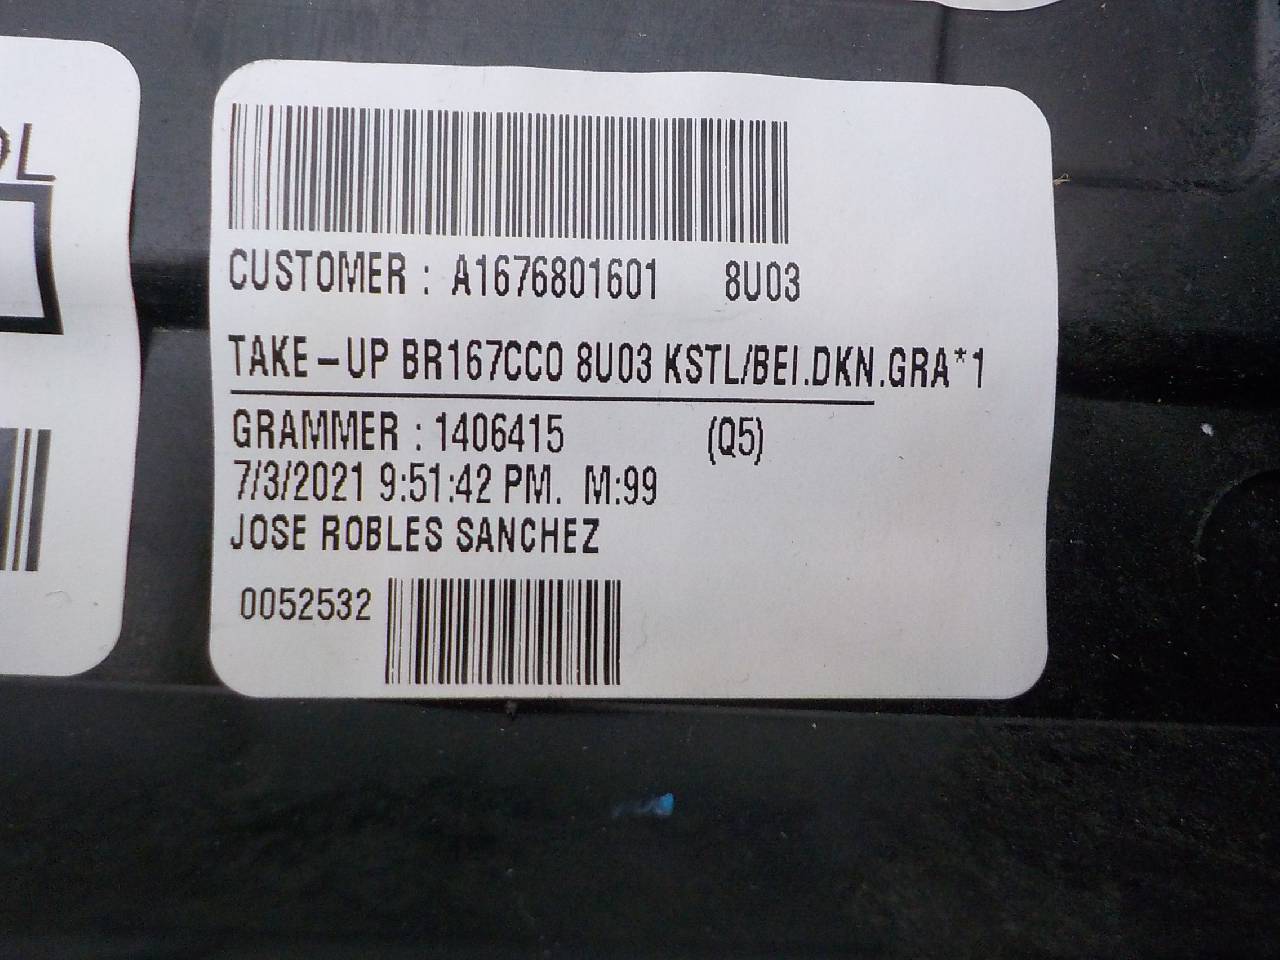 CUSTOMER : A1676801601 8U03
TAKE-UP BR167CC0 8U03 KSTL/BEI.DKN.GRA*1
GRAMMER : 1406415 (Q5)
7/3/2021 9:51:42 PM. M:99
JOSE ROBLES SANCHEZ
0052532